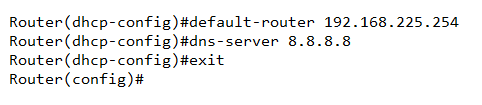 Router(dhcp-config)#default-router 192.168.225.254
Router(dhcp-config)#dns-server 8.8.8.8
Router(dhcp-config)#exit
Router(config)#